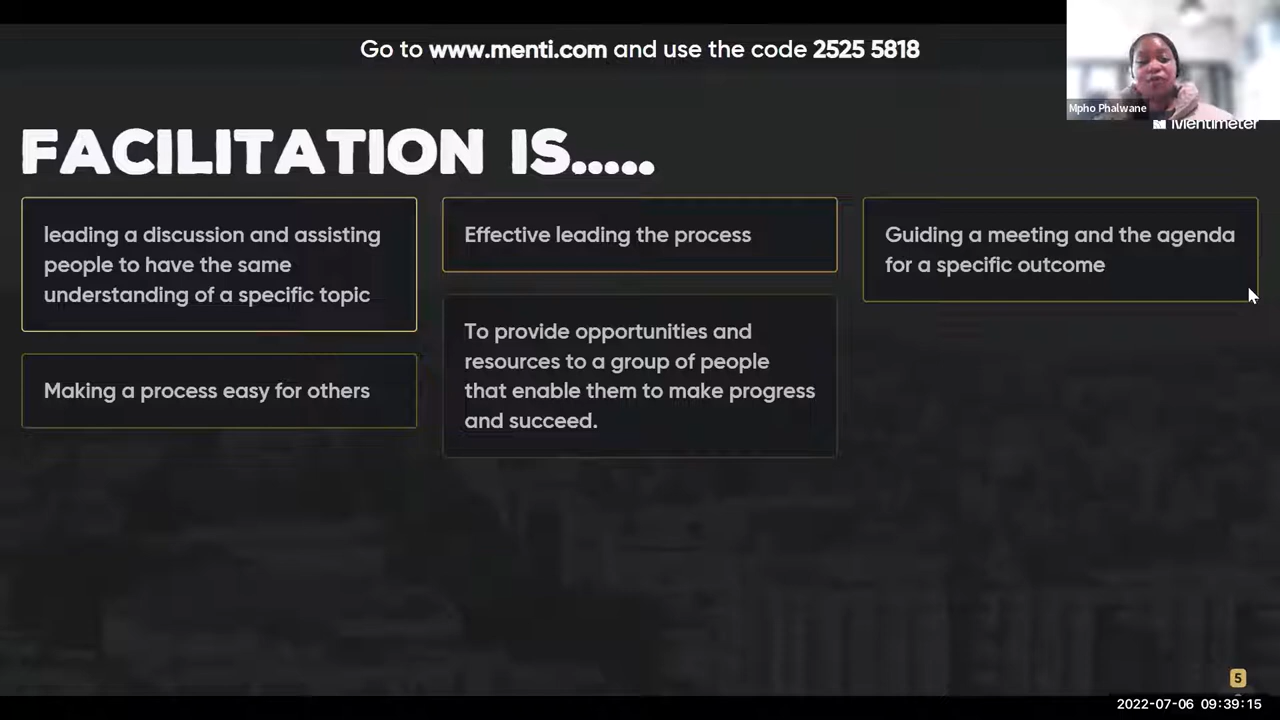 Go to www.menti.com and use the code 2525 5818
Mpho Phalwane
Mentimeter
FACILITATION IS.....
leading a discussion and assisting
people to have the same
understanding of a specific topic
Making a process easy for others
Effective leading the process
To provide opportunities and
resources to a group of people
that enable them to make progress
and succeed.
Guiding a meeting and the agenda
for a specific outcome
5
2022-07-06 09:39:15